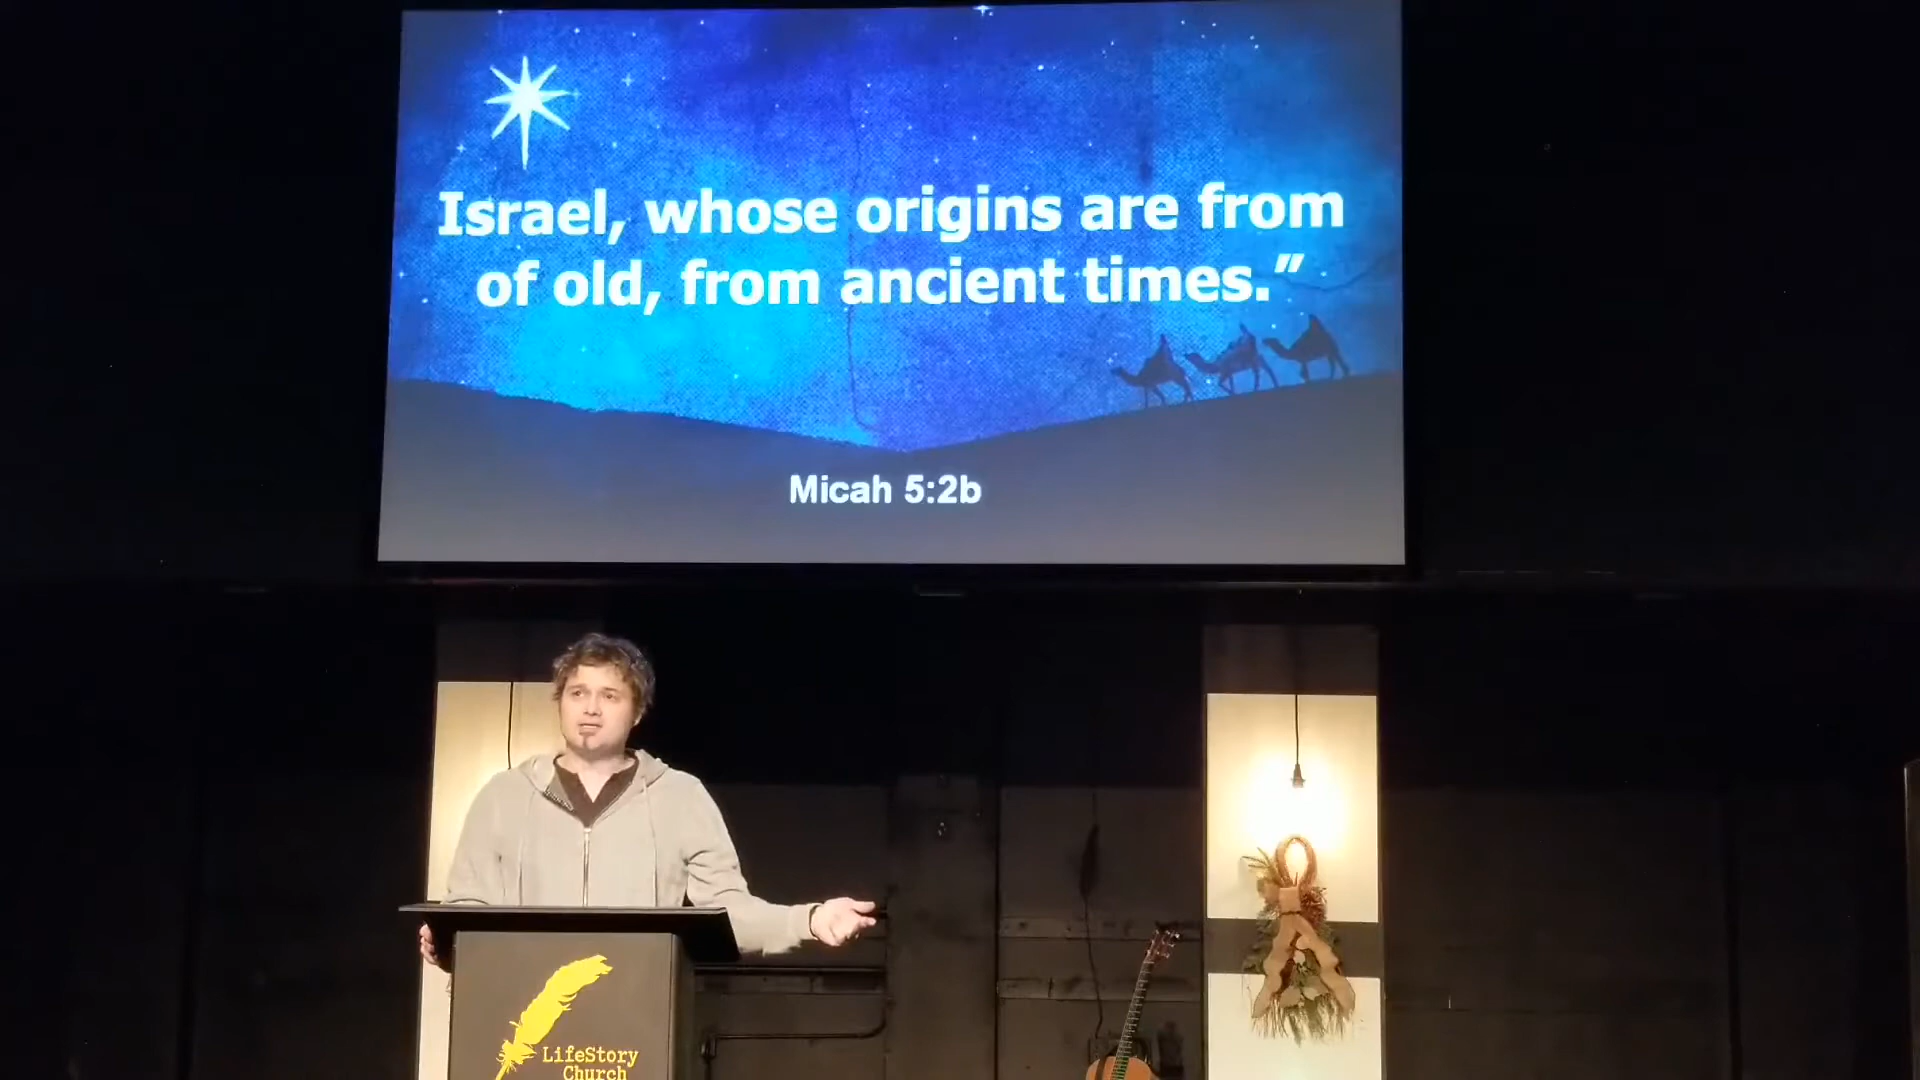 Israel, whose origins are from
of old, from ancient times.”
Micah 5:2b
LifeStory
Church